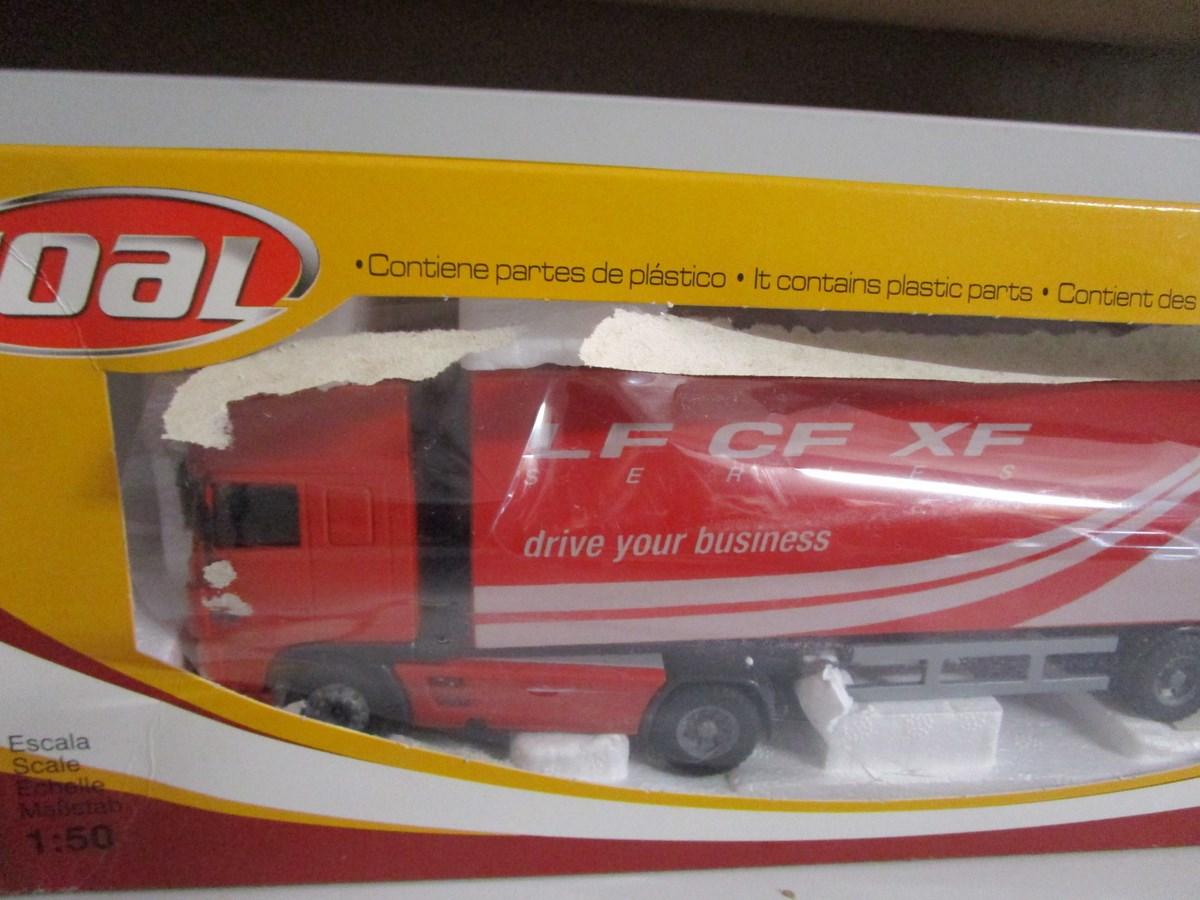 oal
•Contiene partes de plástico • It contains plastic parts • Contient des
LF CF XF
SERIES
drive your business
Escala
Scale
Echelle
Maßstab
1:50